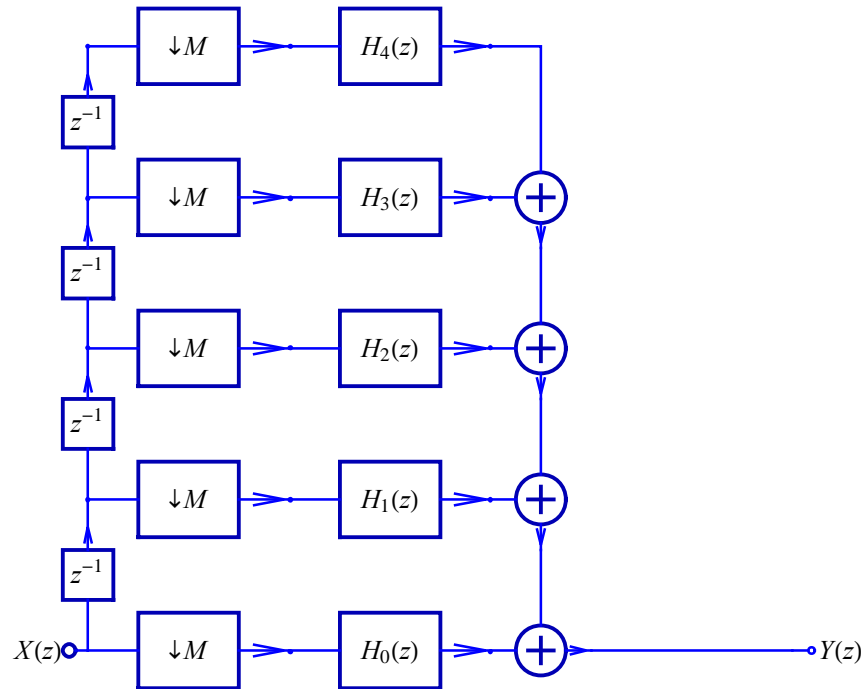 ↓M H₄(z)
z⁻¹
↓M H₃(z)
z⁻¹
↓M H₂(z)
z⁻¹
↓M H₁(z)
z⁻¹
X(z) ↓M H₀(z) Y(z)